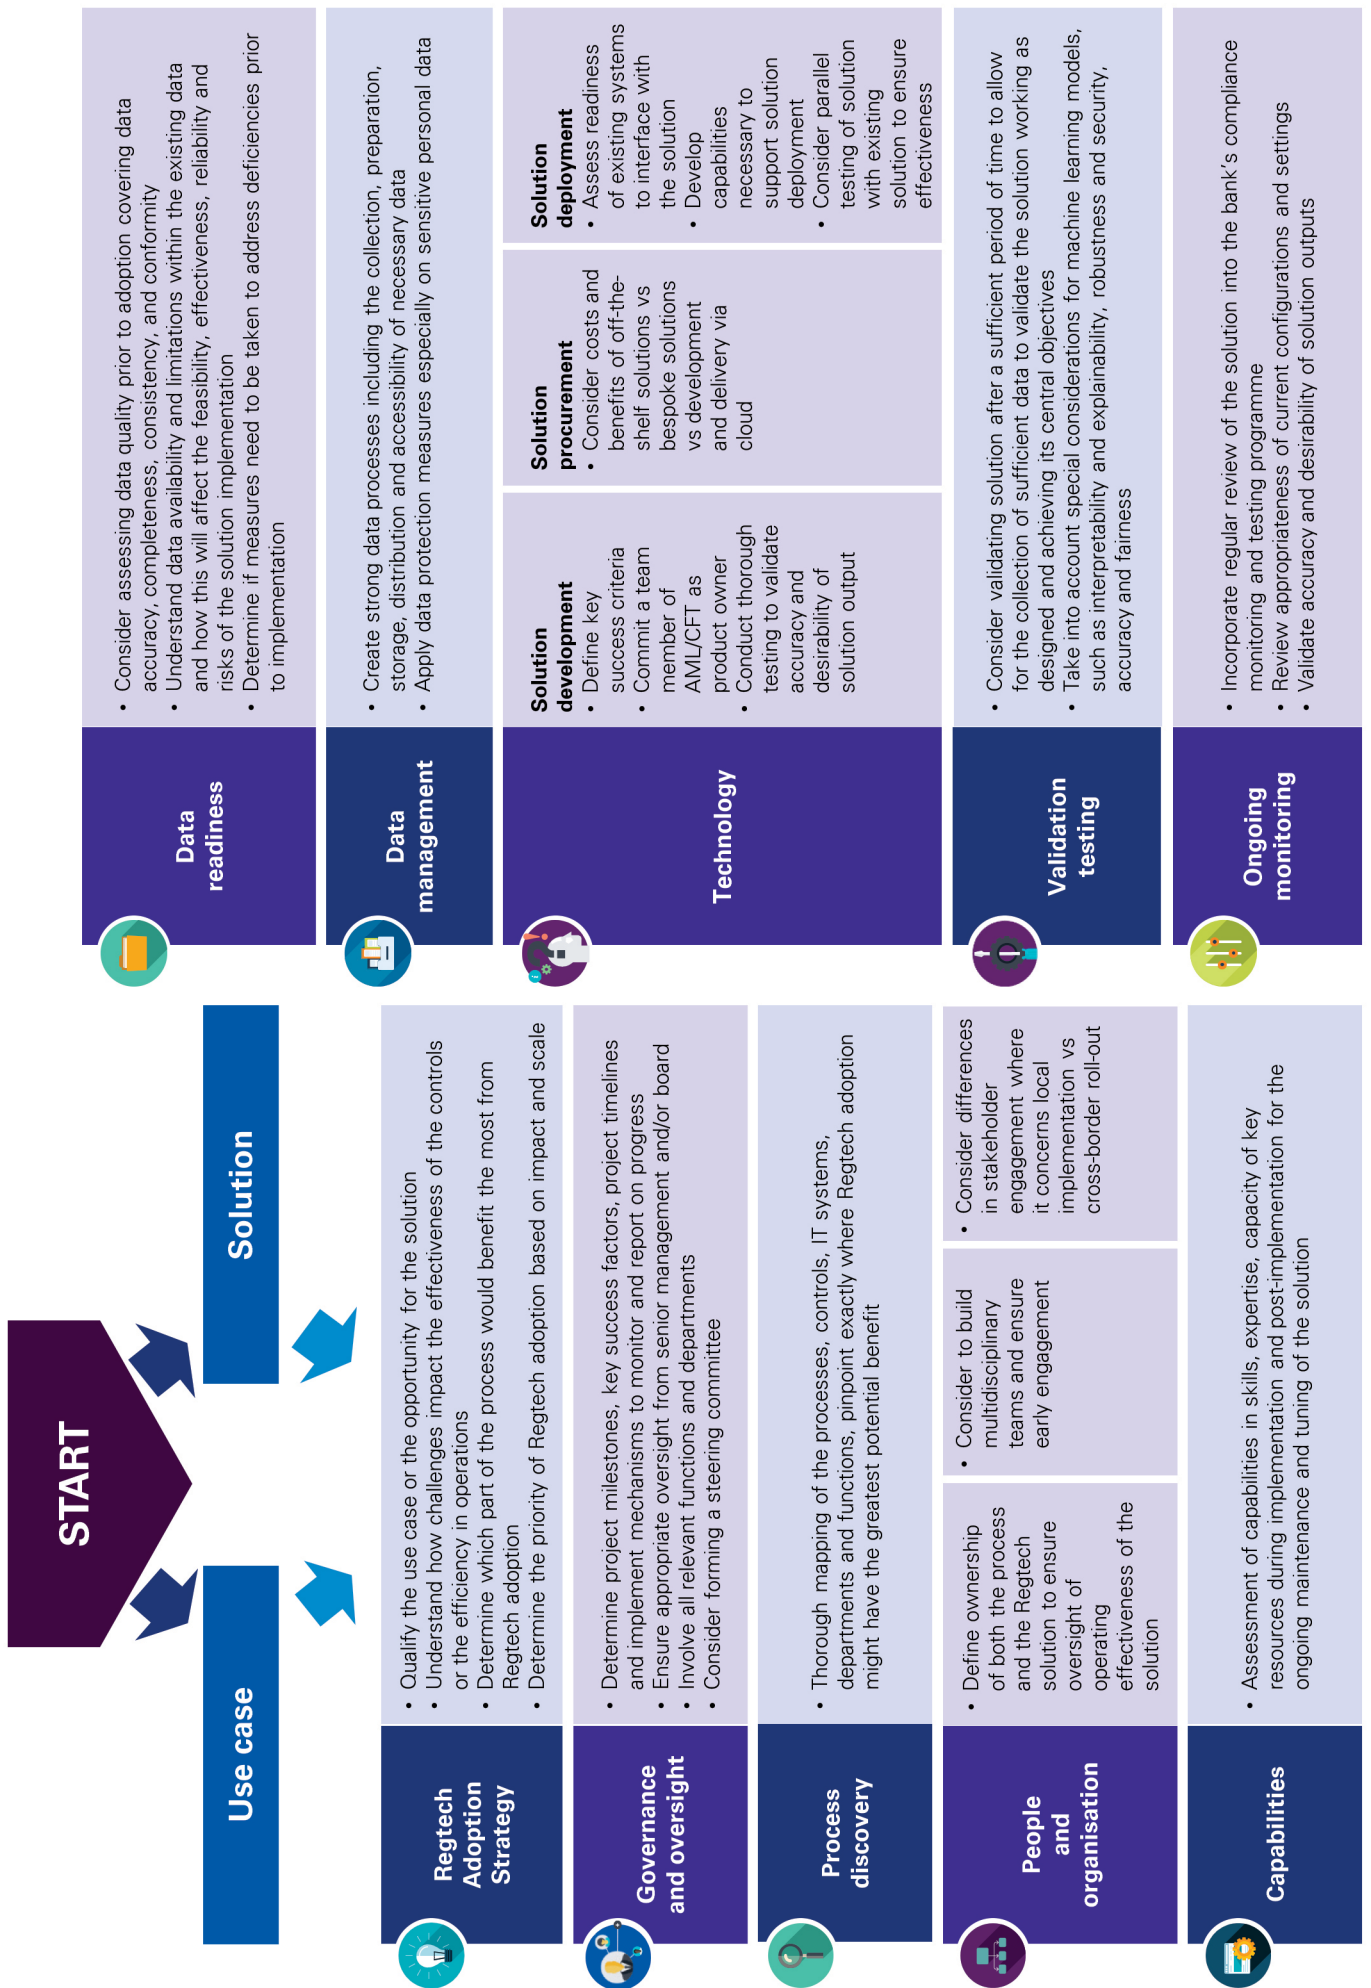 START
Use case
Solution
Regtech
Adoption
Strategy
• Qualify the use case or the opportunity for the solution
• Understand how challenges impact the effectiveness of the controls
or the efficiency in operations
• Determine which part of the process would benefit the most from
Regtech adoption
• Determine the priority of Regtech adoption based on impact and scale
Governance
and oversight
• Determine project milestones, key success factors, project timelines
and implement mechanisms to monitor and report on progress
• Ensure appropriate oversight from senior management and/or board
• Involve all relevant functions and departments
• Consider forming a steering committee
Process
discovery
• Thorough mapping of the processes, controls, IT systems,
departments and functions, pinpoint exactly where Regtech adoption
might have the greatest potential benefit
People
and
organisation
• Define ownership
of both the process
and the Regtech
solution to ensure
oversight of
operating
effectiveness of the
solution
• Consider to build
multidisciplinary
teams and ensure
early engagement
• Consider differences
in stakeholder
engagement where
it concerns local
implementation vs
cross-border roll-out
Capabilities
• Assessment of capabilities in skills, expertise, capacity of key
resources during implementation and post-implementation for the
ongoing maintenance and tuning of the solution
Data
readiness
• Consider assessing data quality prior to adoption covering data
accuracy, completeness, consistency, and conformity
• Understand data availability and limitations within the existing data
and how this will affect the feasibility, effectiveness, reliability and
risks of the solution implementation
• Determine if measures need to be taken to address deficiencies prior
to implementation
Data
management
• Create strong data processes including the collection, preparation,
storage, distribution and accessibility of necessary data
• Apply data protection measures especially on sensitive personal data
Technology
Solution
development
• Define key
success criteria
• Commit a team
member of
AML/CFT as
product owner
• Conduct thorough
testing to validate
accuracy and
desirability of
solution output
Solution
procurement
• Consider costs and
benefits of off-the-
shelf solutions vs
bespoke solutions
vs development
and delivery via
cloud
Solution
deployment
• Assess readiness
of existing systems
to interface with
the solution
• Develop
capabilities
necessary to
support solution
deployment
• Consider parallel
testing of solution
with existing
solution to ensure
effectiveness
Validation
testing
• Consider validating solution after a sufficient period of time to allow
for the collection of sufficient data to validate the solution working as
designed and achieving its central objectives
• Take into account special considerations for machine learning models,
such as interpretability and explainability, robustness and security,
accuracy and fairness
Ongoing
monitoring
• Incorporate regular review of the solution into the bank's compliance
monitoring and testing programme
• Review appropriateness of current configurations and settings
• Validate accuracy and desirability of solution outputs